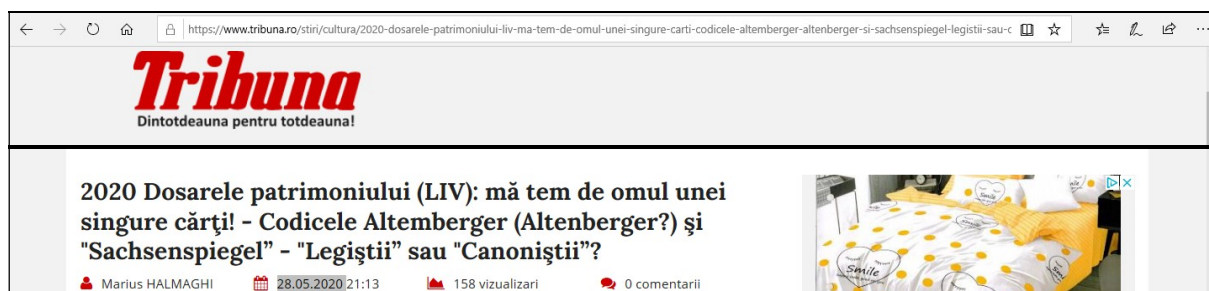 https://www.tribuna.ro/stiri/cultura/2020-dosarele-patrimoniului-liv-ma-tem-de-omul-unei-singure-carti-codicele-altemberger-altenberger-si-sachsenspiegel-legistii-sau-c
Tribuna
Dintotdeauna pentru totdeauna!
2020 Dosarele patrimoniului (LIV): mă tem de omul unei
singure cărţi! - Codicele Altemberger (Altenberger?) şi
"Sachsenspiegel” - "Legiştii” sau "Canoniştii”?
Marius HALMAGHI 28.05.2020 21:13 158 vizualizari 0 comentarii
Smile
Smile